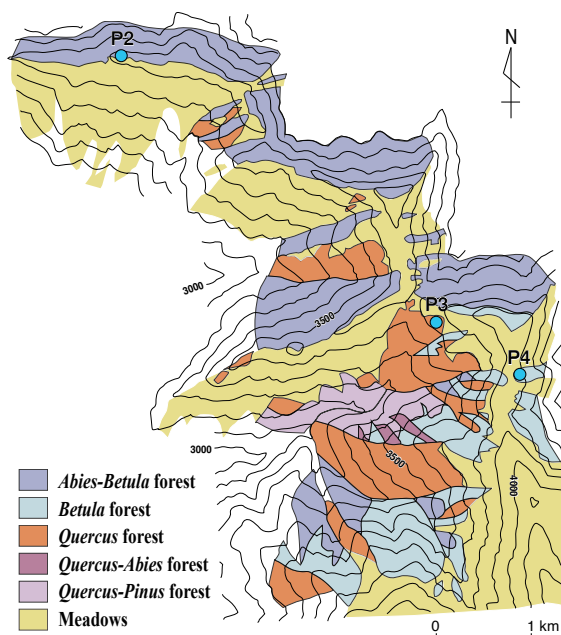 P2
N
3000
3500
P3
P4
3000
3500
4000
Abies-Betula forest
Betula forest
Quercus forest
Quercus-Abies forest
Quercus-Pinus forest
Meadows
0 1 km